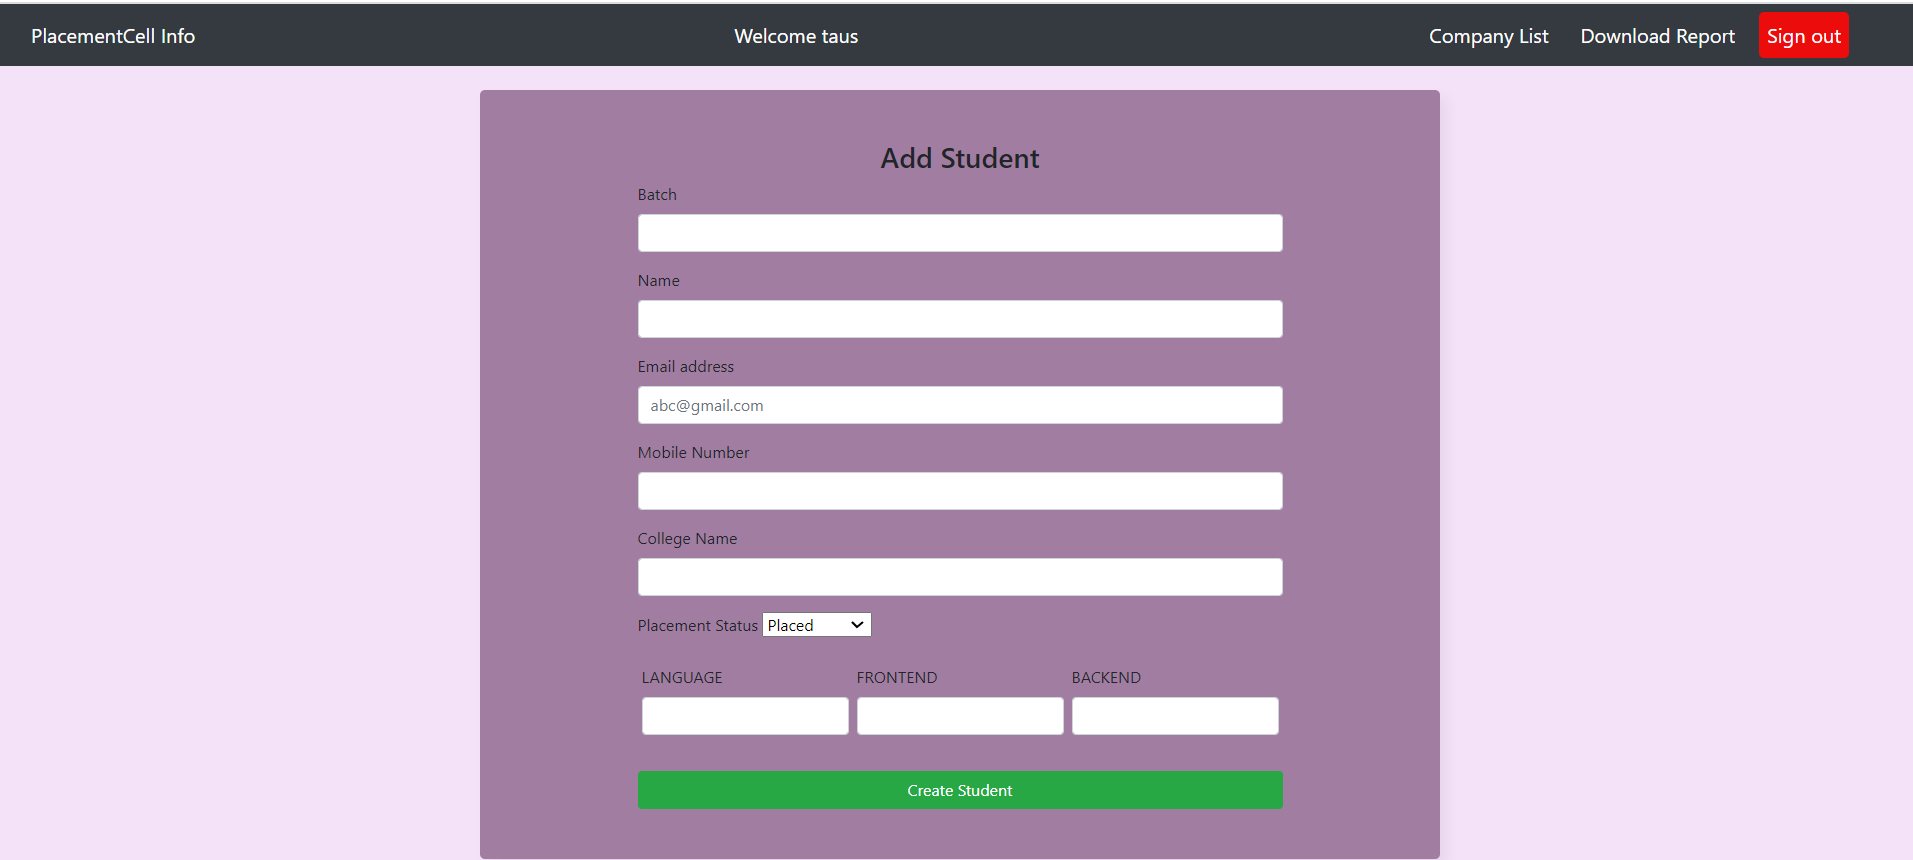 PlacementCell Info Welcome taus Company List Download Report Sign out
Add Student
Batch
Name
Email address
abc@gmail.com
Mobile Number
College Name
Placement Status Placed
LANGUAGE FRONTEND BACKEND
Create Student